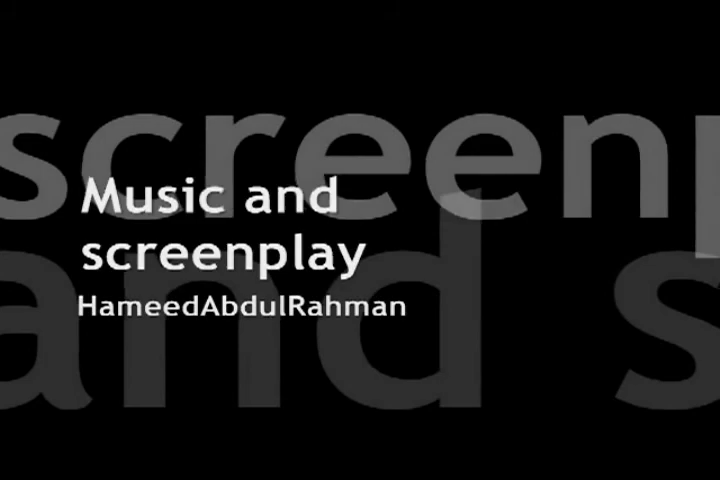 screenp
Music and
screenplay
HameedAbdulRahman
and s